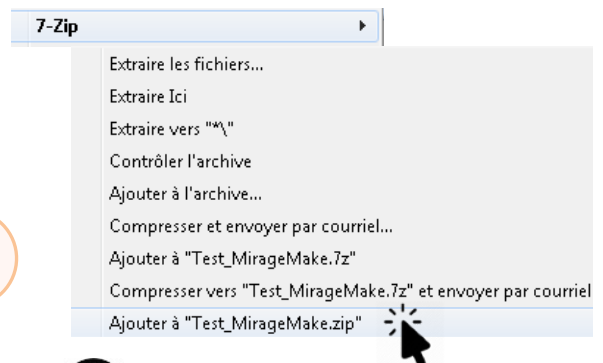 7-Zip
Extraire les fichiers...
Extraire Ici
Extraire vers "*\"
Contrôler l'archive
Ajouter à l'archive...
Compresser et envoyer par courriel...
Ajouter à "Test_MirageMake.7z"
Compresser vers "Test_MirageMake.7z" et envoyer par courriel
Ajouter à "Test_MirageMake.zip"